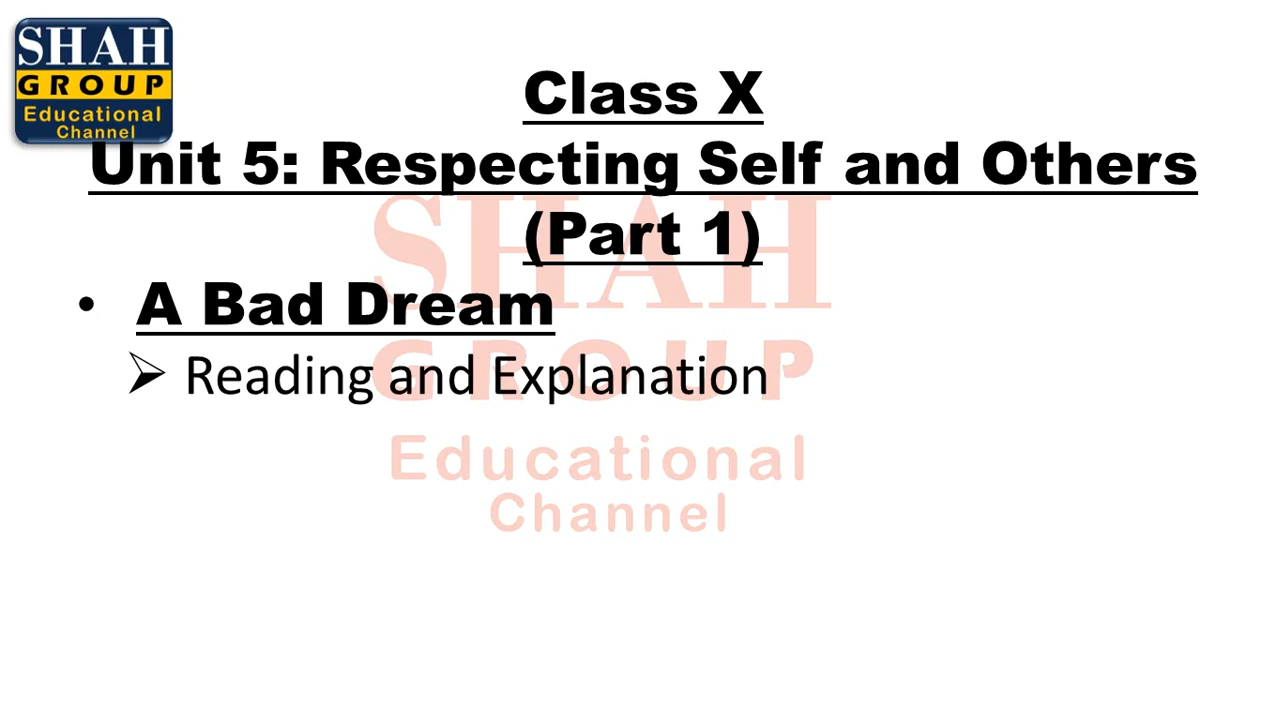 SHAH
GROUP
Educational
Channel
Class X
Unit 5: Respecting Self and Others
(Part 1)
• A Bad Dream
➢ Reading and Explanation
SHAH
GROUP
Educational
Channel